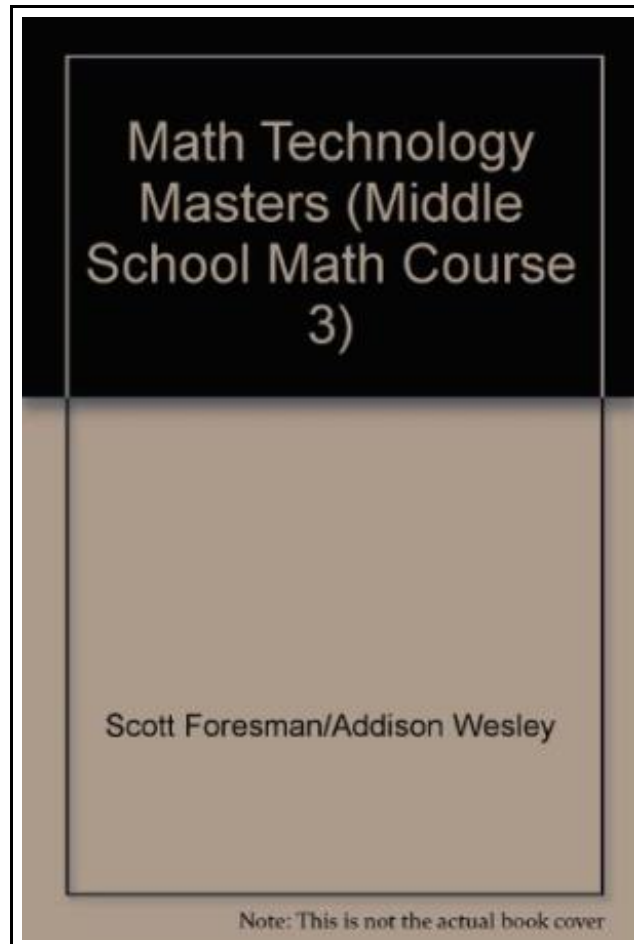 Math Technology
Masters (Middle
School Math Course
3)
Scott Foresman/Addison Wesley
Note: This is not the actual book cover